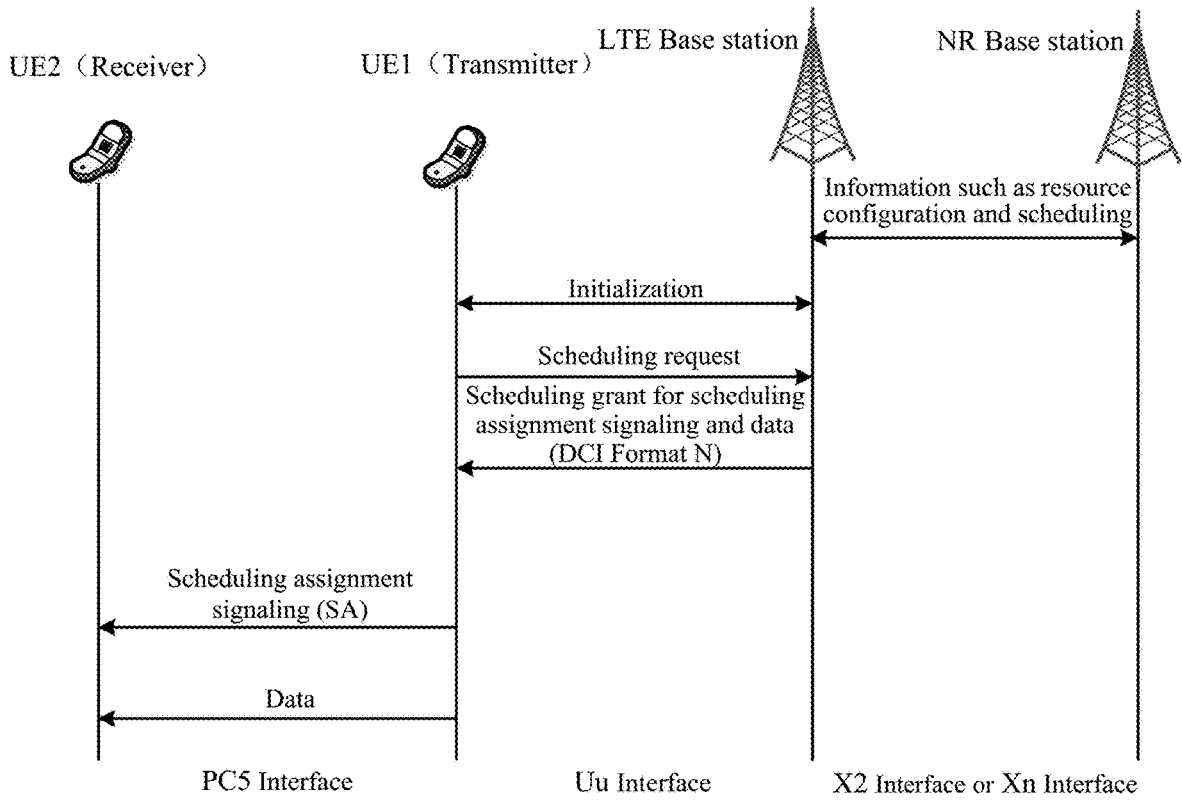 LTE Base station
NR Base station
UE2（Receiver）
UE1（Transmitter）
Information such as resource
configuration and scheduling
Initialization
Scheduling request
Scheduling grant for scheduling
assignment signaling and data
(DCI Format N)
Scheduling assignment
signaling (SA)
Data
PC5 Interface
Uu Interface
X2 Interface or Xn Interface